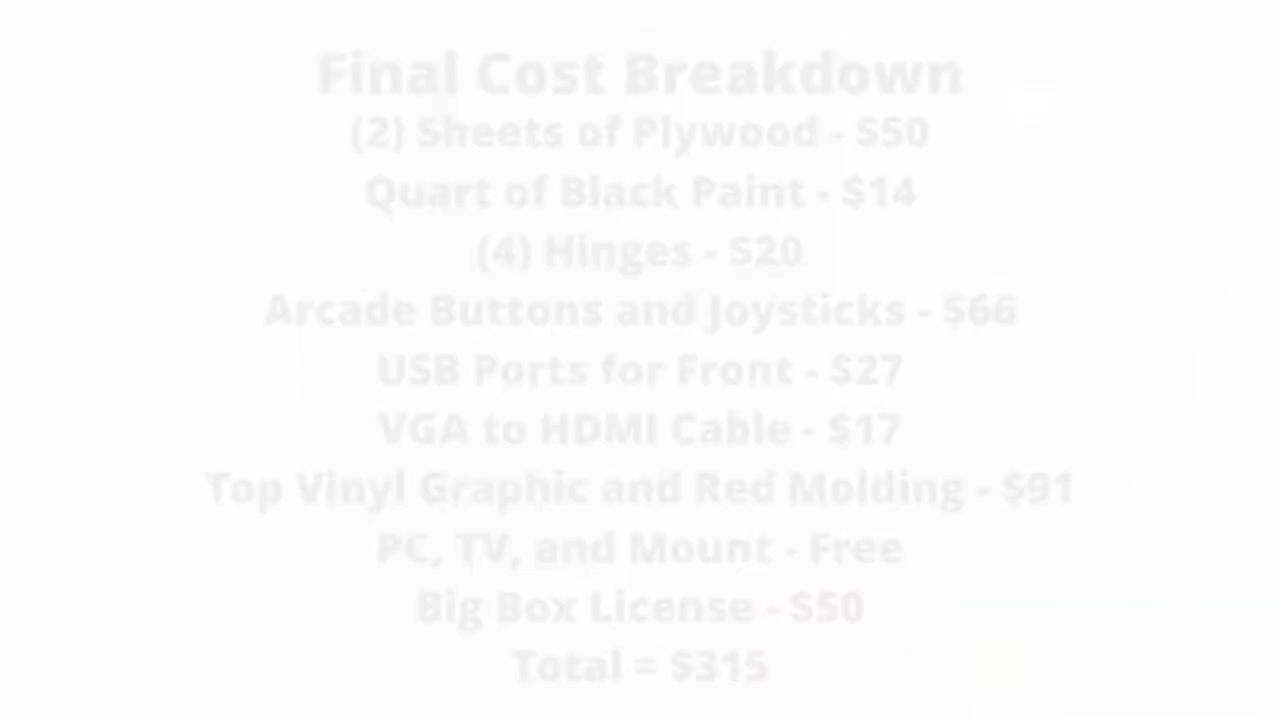 Final Cost Breakdown
(2) Sheets of Plywood - $50
Quart of Black Paint - $14
(4) Hinges - $20
Arcade Buttons and Joysticks - $66
USB Ports for Front - $27
VGA to HDMI Cable - $17
Top Vinyl Graphic and Red Molding - $91
PC, TV, and Mount - Free
Big Box License - $50
Total = $315